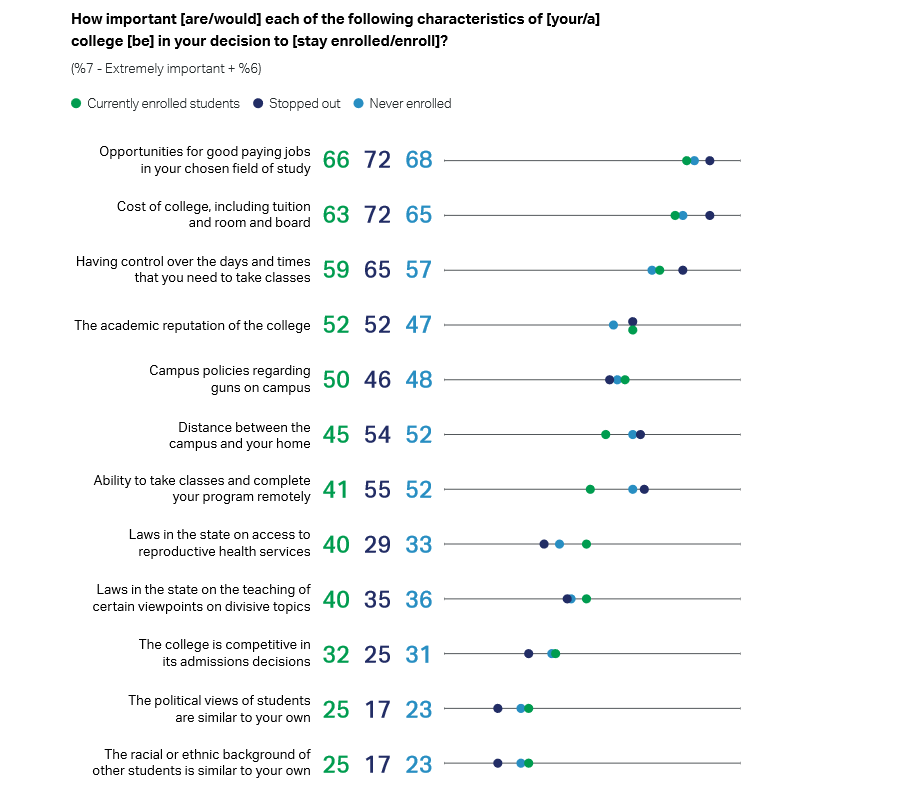 How important [are/would] each of the following characteristics of [your/a]
college [be] in your decision to [stay enrolled/enroll]?
(%7 - Extremely important + %6)
Currently enrolled students Stopped out Never enrolled
Opportunities for good paying jobs
in your chosen field of study
66 72 68
Cost of college, including tuition
and room and board
63 72 65
Having control over the days and times
that you need to take classes
59 65 57
The academic reputation of the college 52 52 47
Campus policies regarding
guns on campus
50 46 48
Distance between the
campus and your home
45 54 52
Ability to take classes and complete
your program remotely
41 55 52
Laws in the state on access to
reproductive health services
40 29 33
Laws in the state on the teaching of
certain viewpoints on divisive topics
40 35 36
The college is competitive in
its admissions decisions
32 25 31
The political views of students
are similar to your own
25 17 23
The racial or ethnic background of
other students is similar to your own
25 17 23